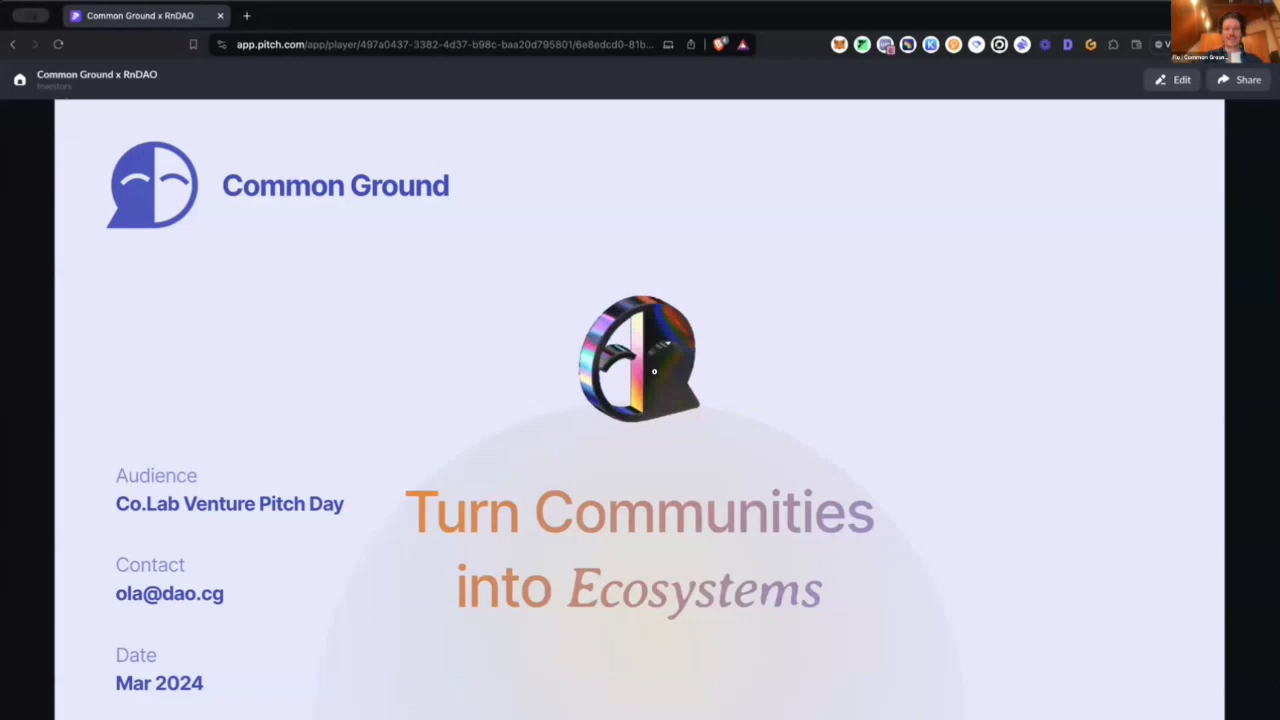 Common Ground x RnDAO
app.pitch.com/app/player/497a0437-3382-4d37-b98c-baa20d795801/6e8edcd0-81b...
Common Ground x RnDAO
Investors
Edit
Share
Common Ground
Audience
Co.Lab Venture Pitch Day
Contact
ola@dao.cg
Date
Mar 2024
Turn Communities
into Ecosystems